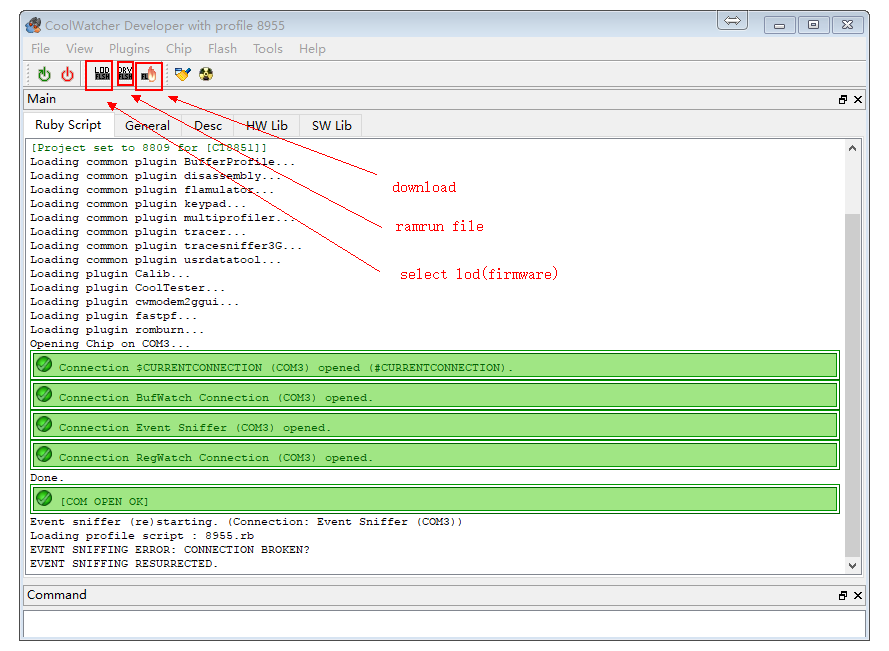 CoolWatcher Developer with profile 8955
File View Plugins Chip Flash Tools Help
LOD DRV
Main
Ruby Script General Desc HW Lib SW Lib
[Project set to 8809 for [C18851]]
Loading common plugin BufferProfile...
Loading common plugin disassembly...
Loading common plugin flamulator...
Loading common plugin keypad...
Loading common plugin multiprofiler...
Loading common plugin tracer...
Loading common plugin tracesniffer3G...
Loading common plugin usrdatatool...
Loading plugin Calib...
Loading plugin CoolTester...
Loading plugin cwmodem2ggui...
Loading plugin fastpf...
Loading plugin romburn...
Opening Chip on COM3...
download
ramrun file
select lod(firmware)
Connection $CURRENTCONNECTION (COM3) opened (#CURRENTCONNECTION).
Connection BufWatch Connection (COM3) opened.
Connection Event Sniffer (COM3) opened.
Connection RegWatch Connection (COM3) opened.
Done.
[COM OPEN OK]
Event sniffer (re)starting. (Connection: Event Sniffer (COM3))
Loading profile script : 8955.rb
EVENT SNIFFING ERROR: CONNECTION BROKEN?
EVENT SNIFFING RESURRECTED.
Command